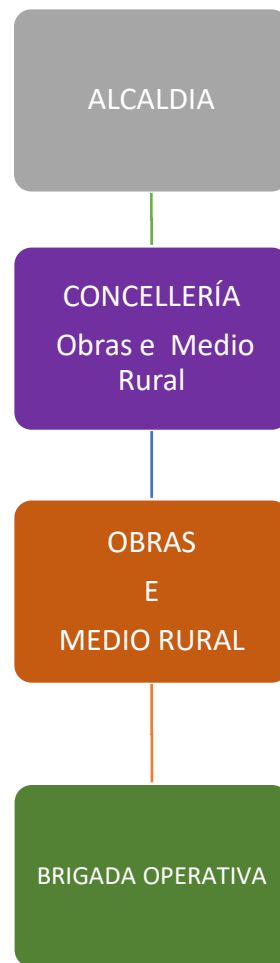 ALCALDIA
CONCELLERÍA
Obras e Medio
Rural
OBRAS
E
MEDIO RURAL
BRIGADA OPERATIVA